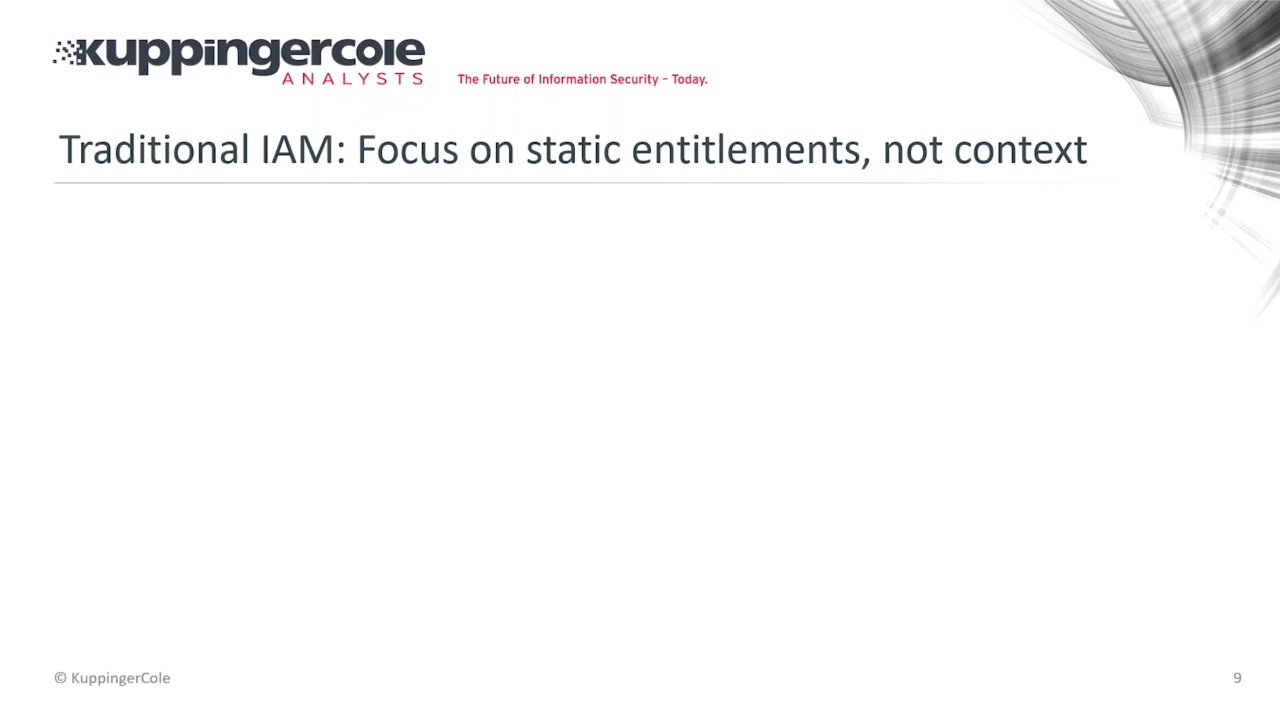 kuppingercole
ANALYSTS
The Future of Information Security – Today.
Traditional IAM: Focus on static entitlements, not context
© KuppingerCole
9